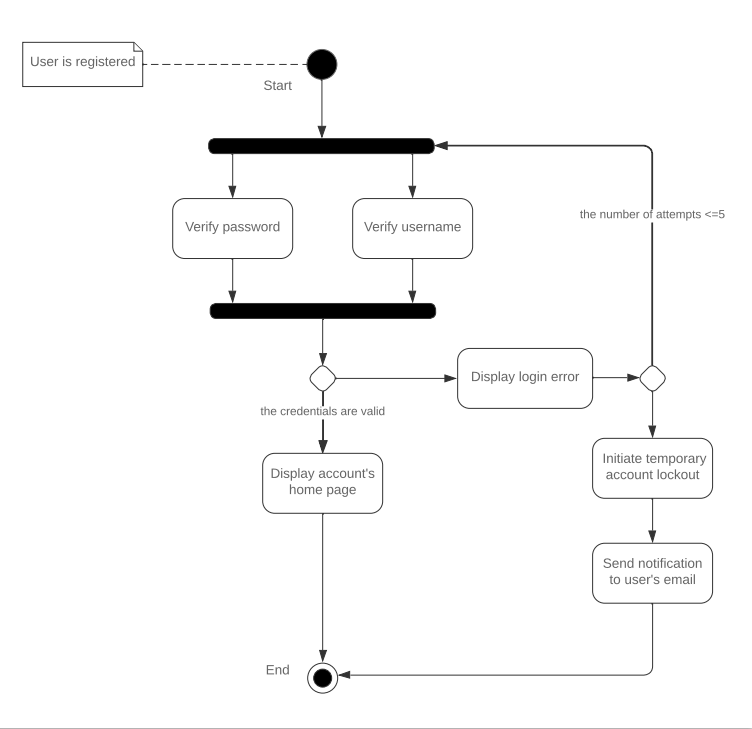 User is registered
Start
the number of attempts <=5
Verify password
Verify username
Display login error
the credentials are valid
Initiate temporary
account lockout
Display account's
home page
Send notification
to user's email
End